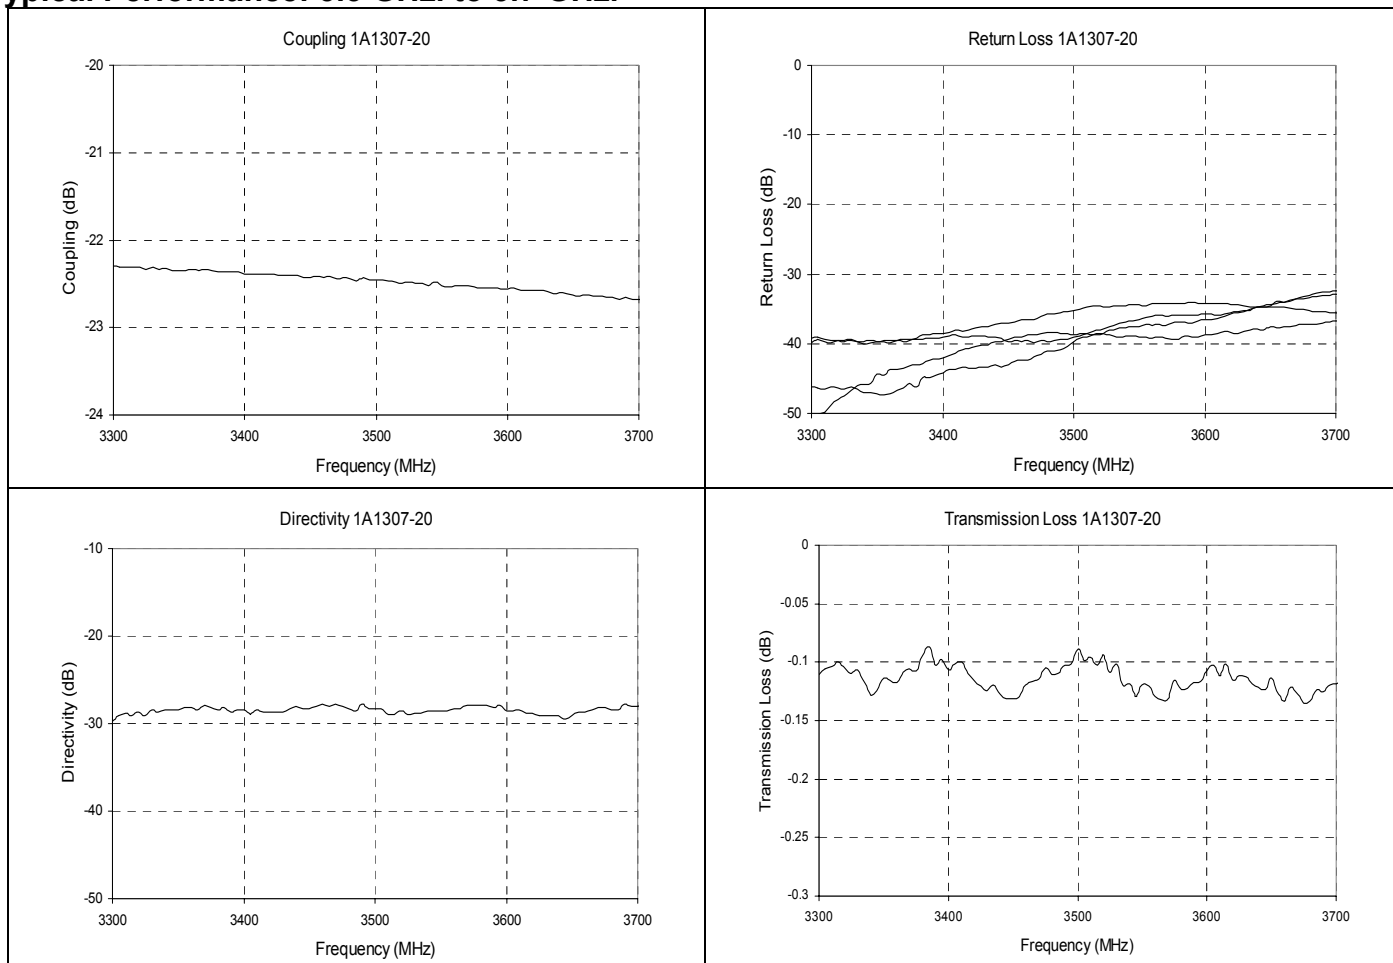 Coupling 1A1307-20
-20
-21
-22
-23
-24
Coupling (dB)
3300 3400 3500 3600 3700
Frequency (MHz)
Return Loss 1A1307-20
0
-10
-20
-30
-40
-50
Return Loss (dB)
3300 3400 3500 3600 3700
Frequency (MHz)
Directivity 1A1307-20
-10
-20
-30
-40
-50
Directivity (dB)
3300 3400 3500 3600 3700
Frequency (MHz)
Transmission Loss 1A1307-20
0
-0.05
-0.1
-0.15
-0.2
-0.25
-0.3
Transmission Loss (dB)
3300 3400 3500 3600 3700
Frequency (MHz)